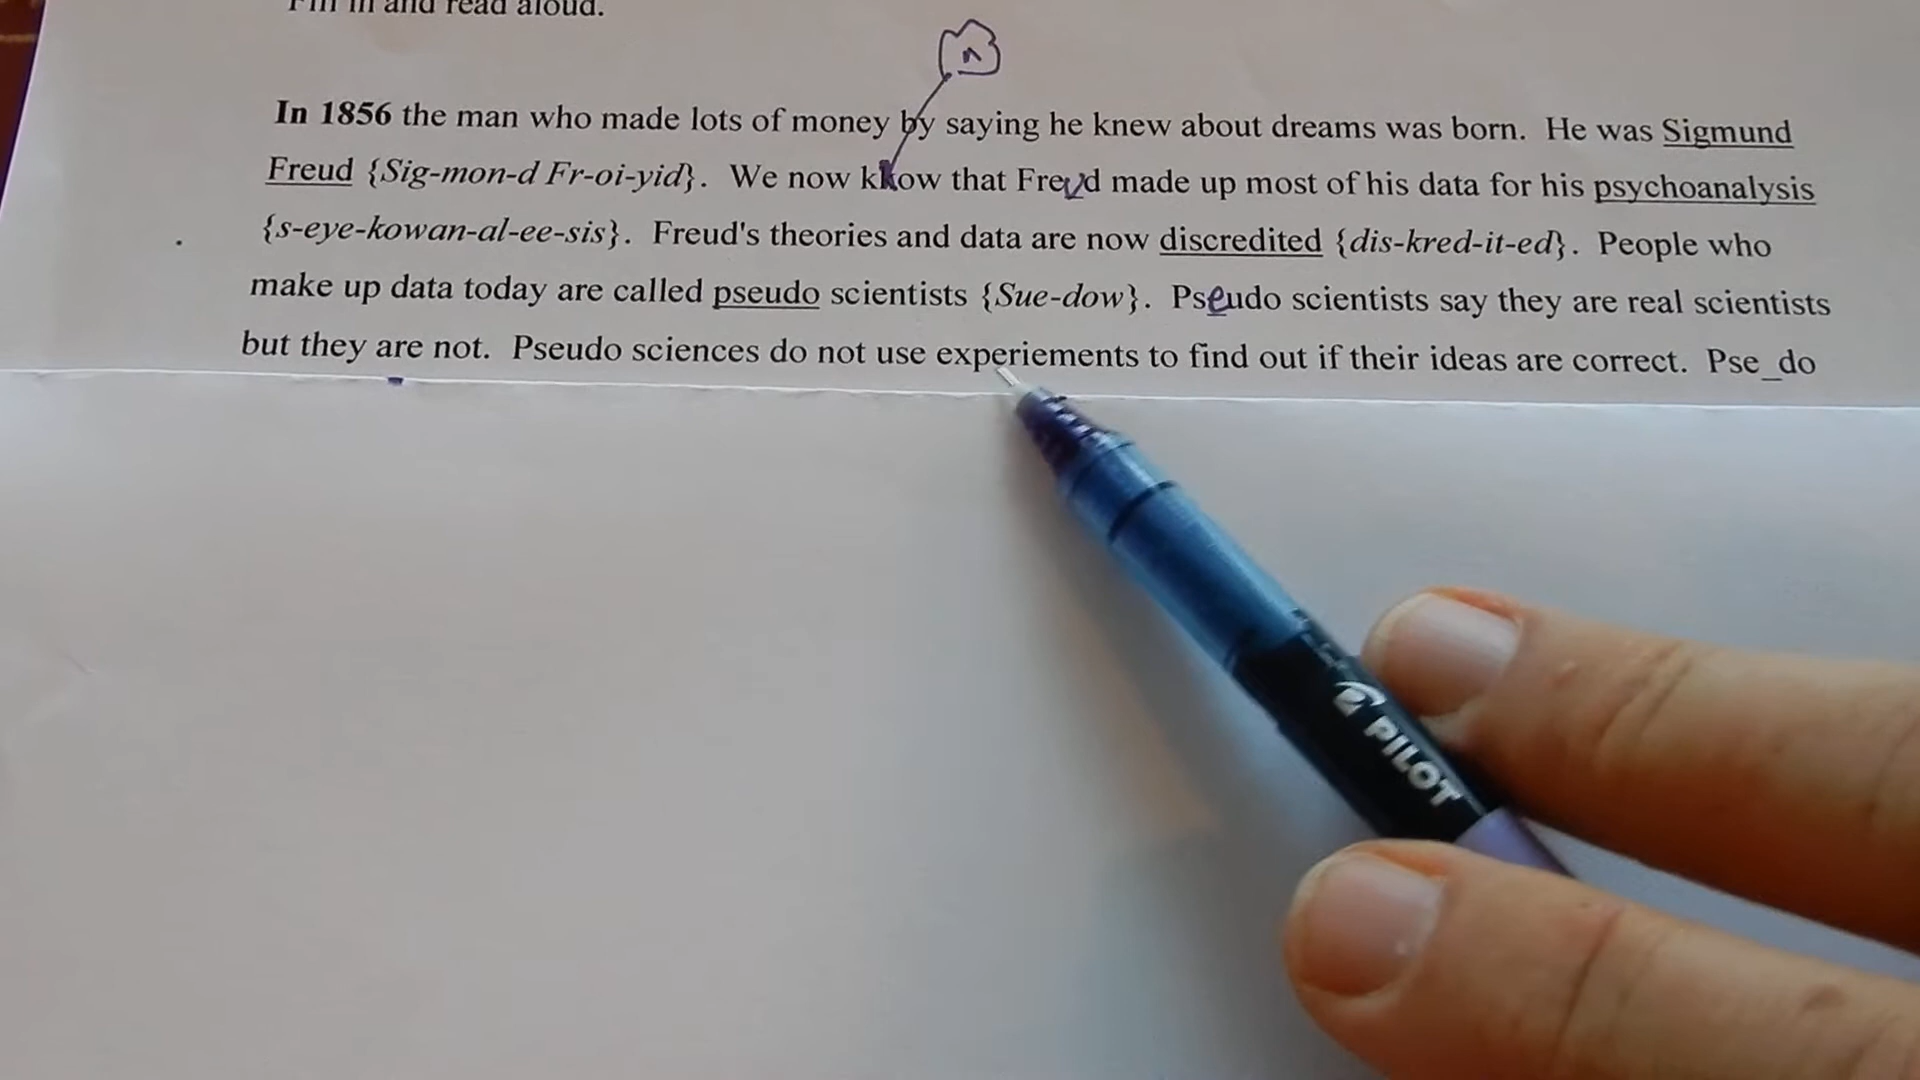 Fill in and read aloud.
n
In 1856 the man who made lots of money by saying he knew about dreams was born. He was Sigmund
Freud {Sig-mon-d Fr-oi-yid}. We now kkow that Freud made up most of his data for his psychoanalysis
{s-eye-kowan-al-ee-sis}. Freud's theories and data are now discredited {dis-kred-it-ed}. People who
make up data today are called pseudo scientists {Sue-dow}. Pseudo scientists say they are real scientists
but they are not. Pseudo sciences do not use experiements to find out if their ideas are correct. Pse_do
PILOT